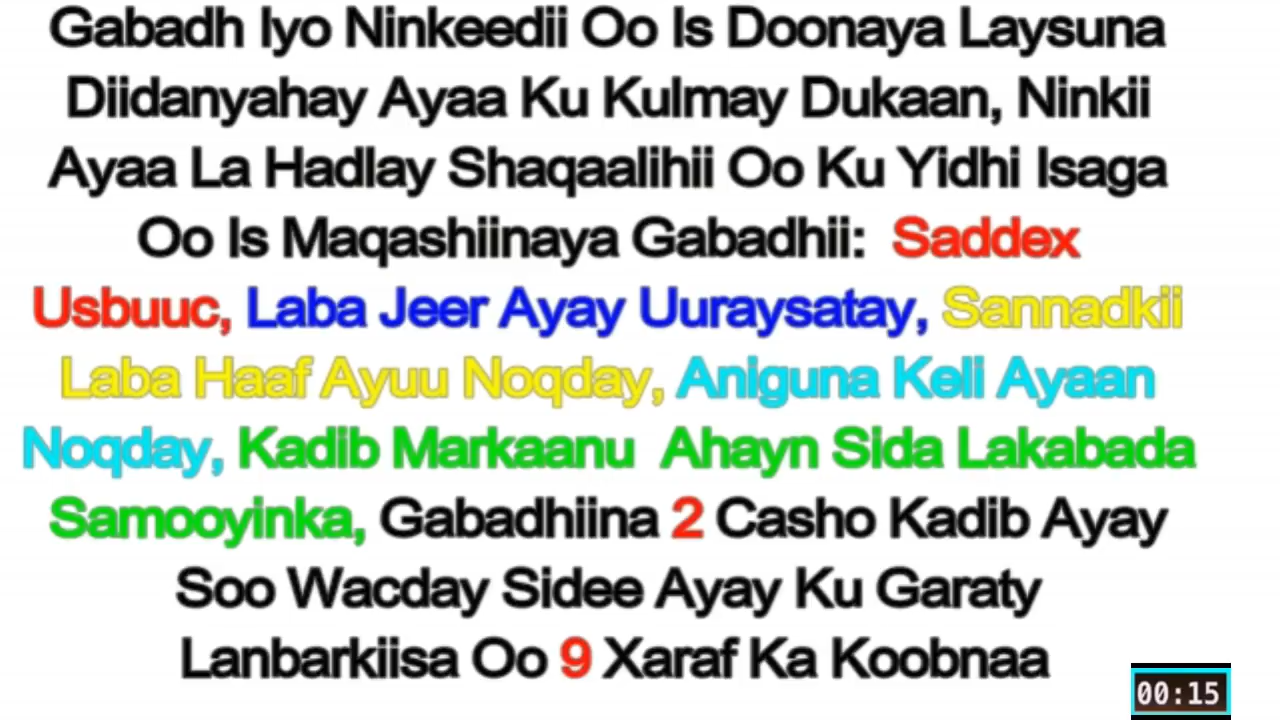 Gabadh Iyo Ninkeedii Oo Is Doonaya Laysuna
Diidanyahay Ayaa Ku Kulmay Dukaan, Ninkii
Ayaa La Hadlay Shaqaalihii Oo Ku Yidhi Isaga
Oo Is Maqashiinaya Gabadhii: Saddex
Usbuuc, Laba Jeer Ayay Uuraysatay, Sannadkii
Laba Haaf Ayuu Noqday, Aniguna Keli Ayaan
Noqday, Kadib Markaanu Ahayn Sida Lakabada
Samooyinka, Gabadhiina 2 Casho Kadib Ayay
Soo Wacday Sidee Ayay Ku Garaty
Lanbarkiisa Oo 9 Xaraf Ka Koobnaa
00:15